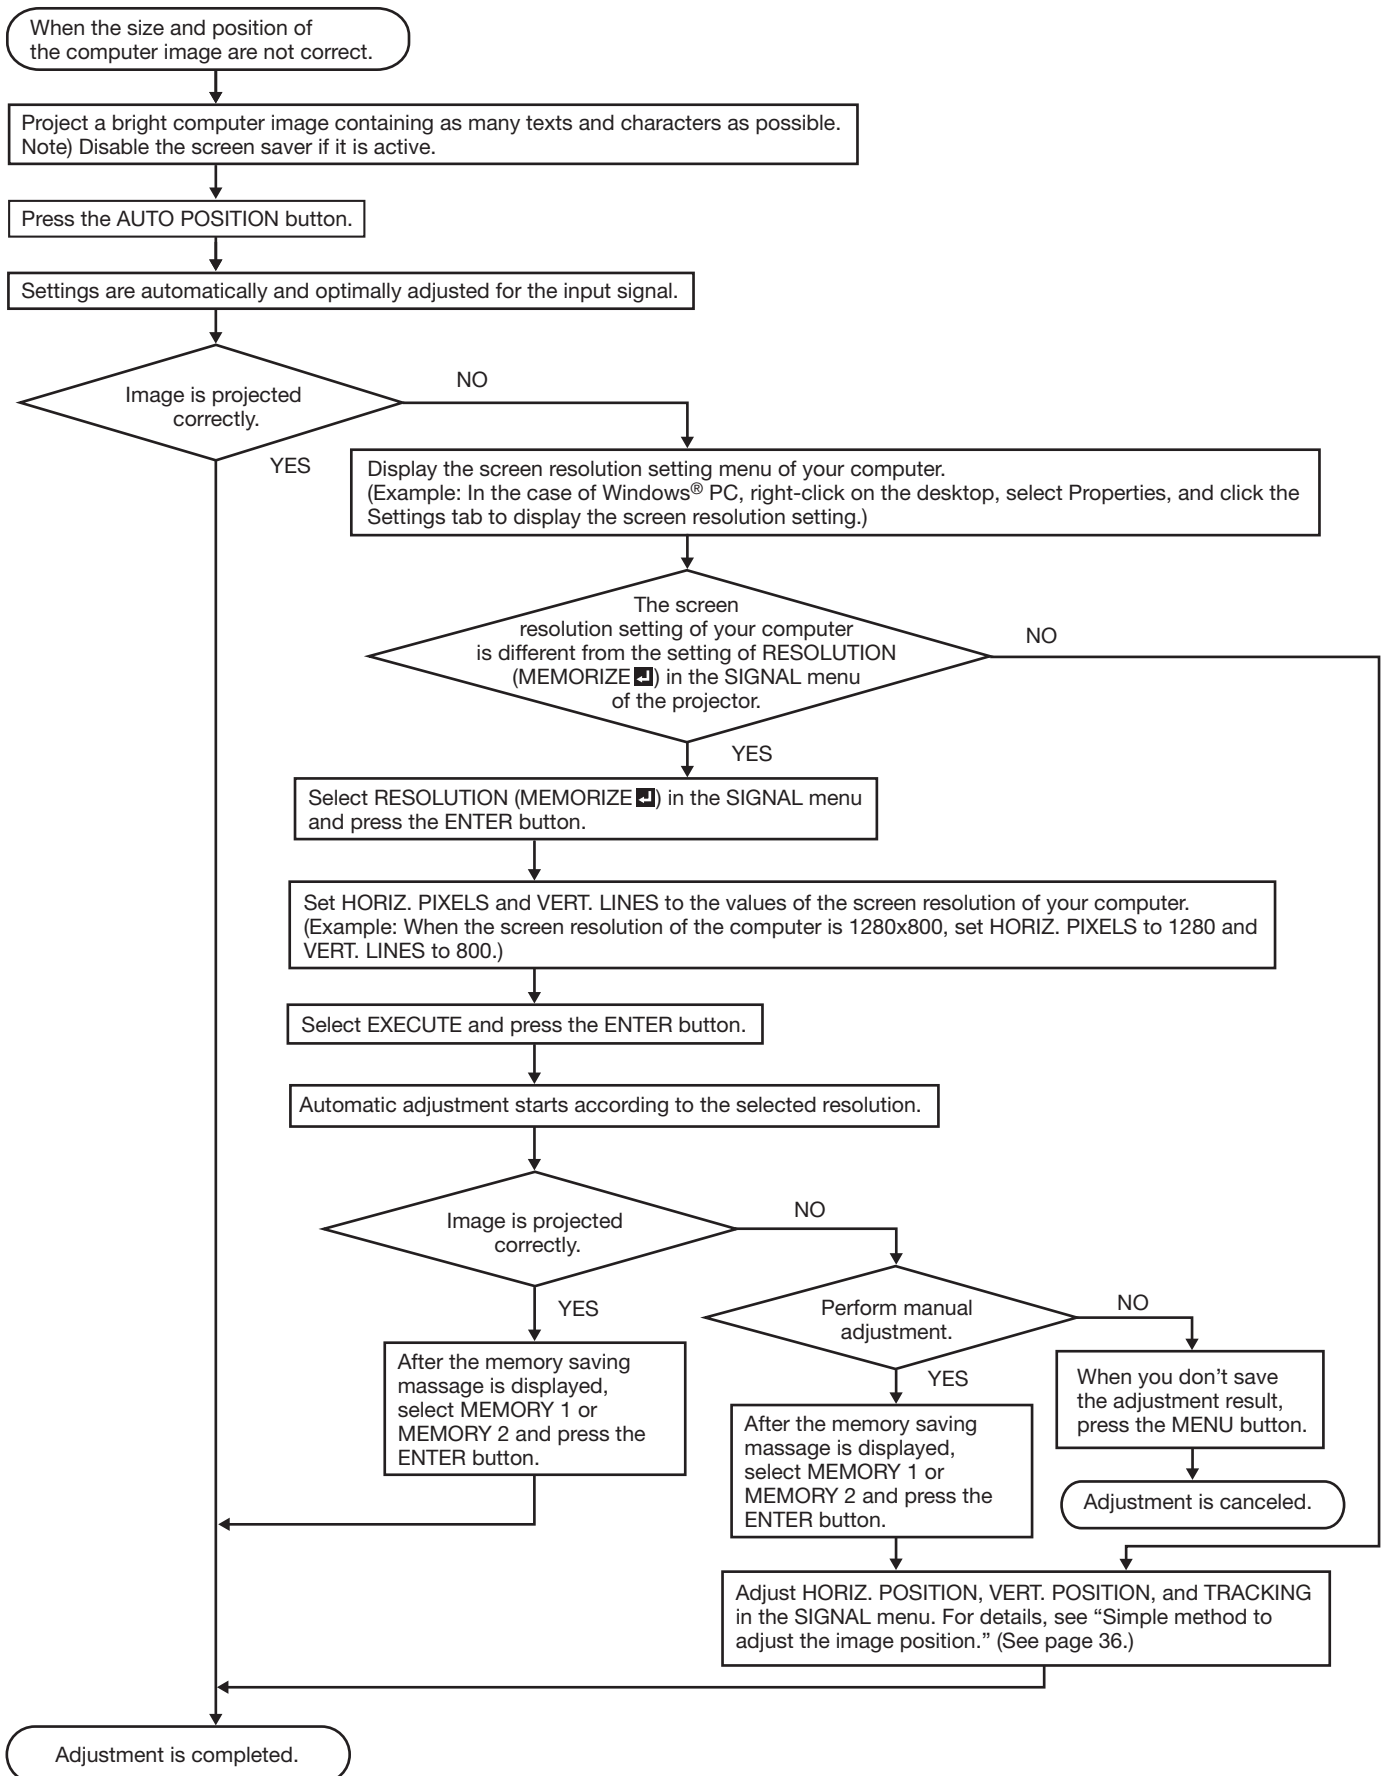 When the size and position of
the computer image are not correct.
Project a bright computer image containing as many texts and characters as possible.
Note) Disable the screen saver if it is active.
Press the AUTO POSITION button.
Settings are automatically and optimally adjusted for the input signal.
Image is projected
correctly.
NO
YES
Display the screen resolution setting menu of your computer.
(Example: In the case of Windows® PC, right-click on the desktop, select Properties, and click the
Settings tab to display the screen resolution setting.)
The screen
resolution setting of your computer
is different from the setting of RESOLUTION
(MEMORIZE↵) in the SIGNAL menu
of the projector.
NO
YES
Select RESOLUTION (MEMORIZE↵) in the SIGNAL menu
and press the ENTER button.
Set HORIZ. PIXELS and VERT. LINES to the values of the screen resolution of your computer.
(Example: When the screen resolution of the computer is 1280x800, set HORIZ. PIXELS to 1280 and
VERT. LINES to 800.)
Select EXECUTE and press the ENTER button.
Automatic adjustment starts according to the selected resolution.
Image is projected
correctly.
NO
YES
Perform manual
adjustment.
NO
YES
After the memory saving
massage is displayed,
select MEMORY 1 or
MEMORY 2 and press the
ENTER button.
When you don't save
the adjustment result,
press the MENU button.
After the memory saving
massage is displayed,
select MEMORY 1 or
MEMORY 2 and press the
ENTER button.
Adjustment is canceled.
Adjust HORIZ. POSITION, VERT. POSITION, and TRACKING
in the SIGNAL menu. For details, see “Simple method to
adjust the image position.” (See page 36.)
Adjustment is completed.